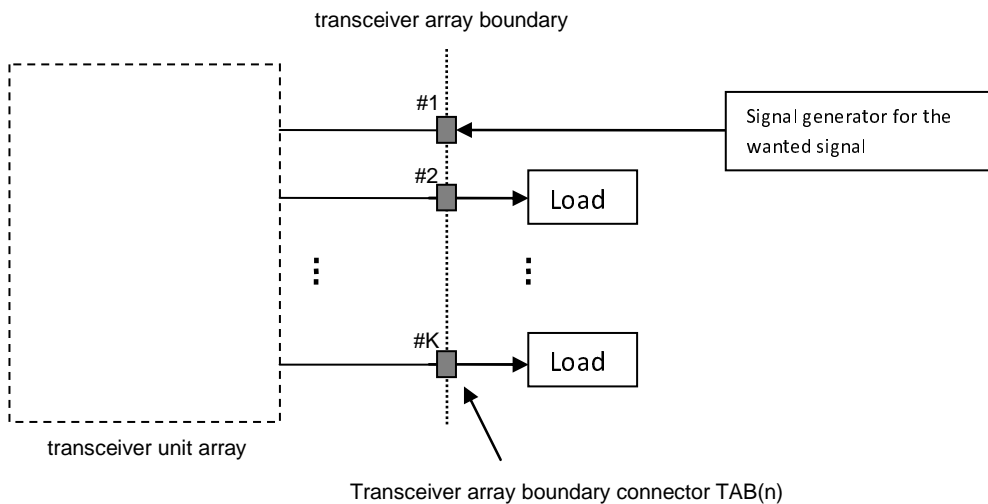 transceiver array boundary
#1
Signal generator for the
wanted signal
#2
Load
#K
Load
transceiver unit array
Transceiver array boundary connector TAB(n)